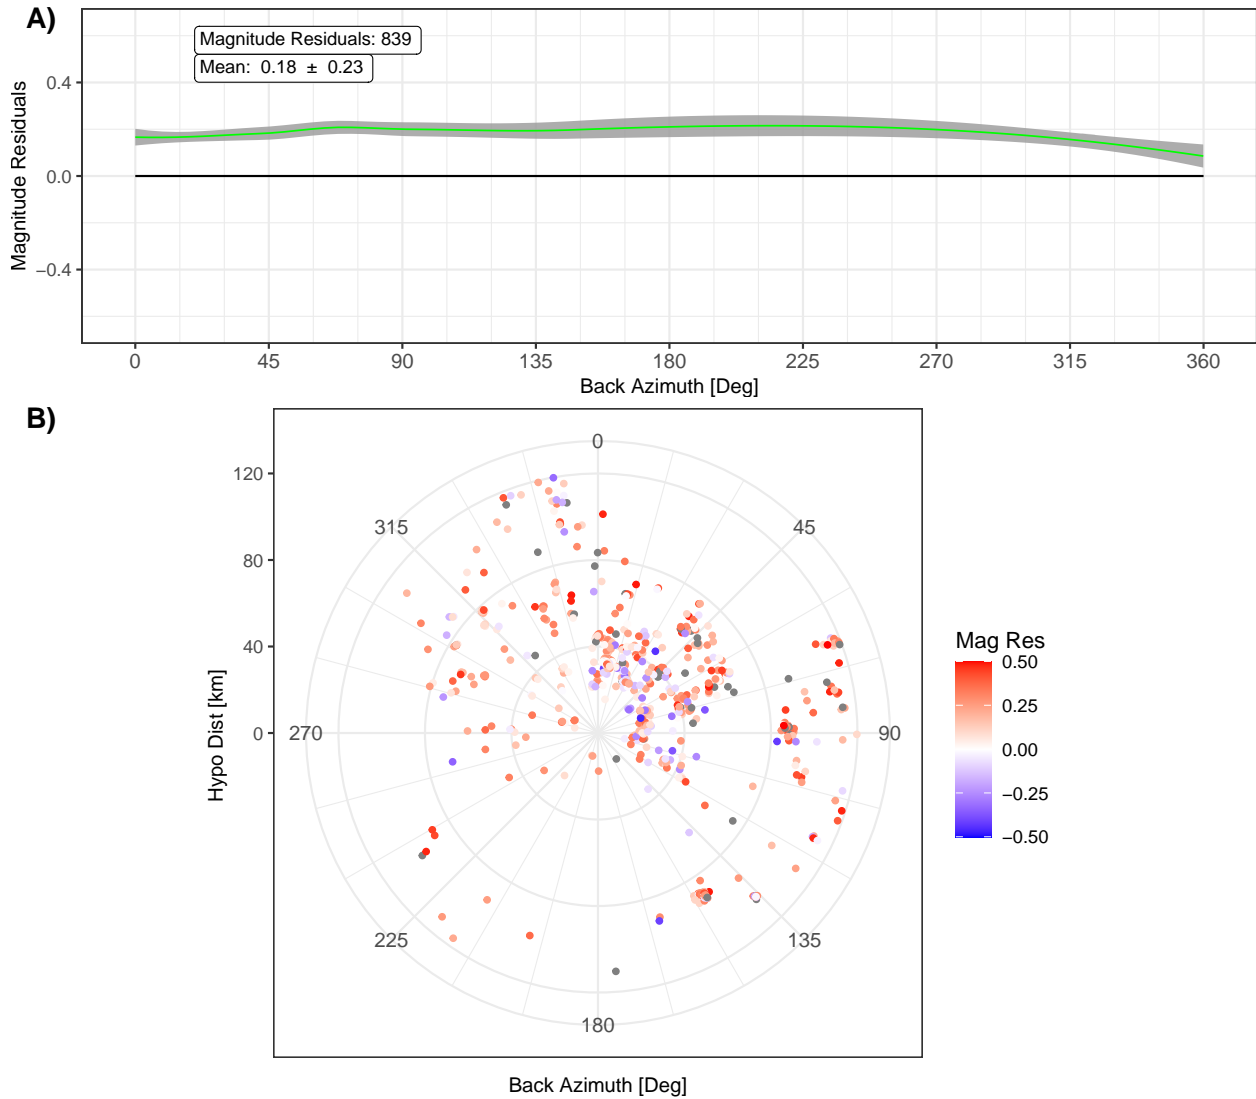 A)
Magnitude Residuals: 839
Mean: 0.18 ± 0.23
Magnitude Residuals
0.4
0.0
−0.4
0 45 90 135 180 225 270 315 360
Back Azimuth [Deg]
B)
Hypo Dist [km]
120
80
40
0
0
45
90
135
180
225
270
315
Back Azimuth [Deg]
Mag Res
0.50
0.25
0.00
−0.25
−0.50